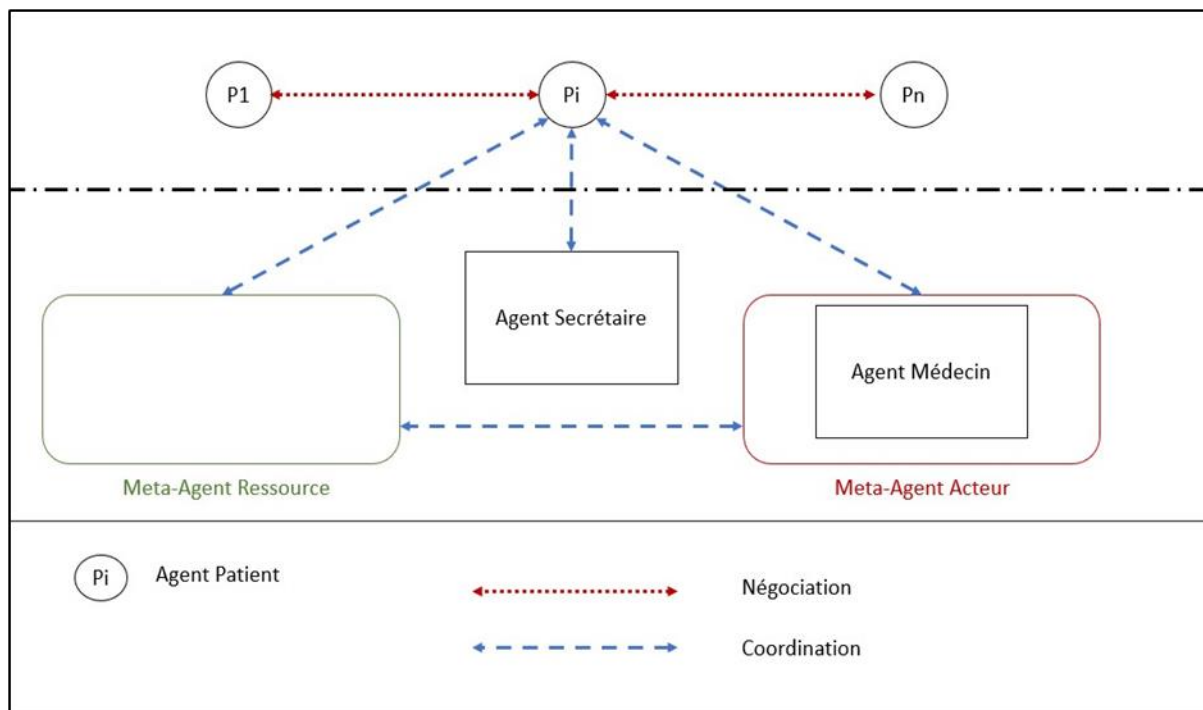 P1
Pi
Pn
Agent Secrétaire
Agent Médecin
Meta-Agent Ressource
Meta-Agent Acteur
Pi
Agent Patient
Négociation
Coordination